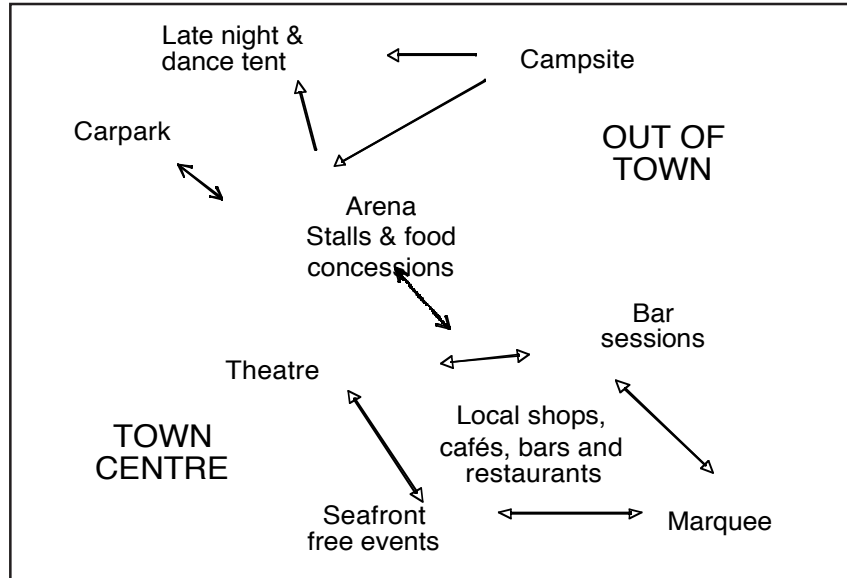 Late night &
dance tent
Campsite
Carpark
OUT OF
TOWN
Arena
Stalls & food
concessions
Bar
sessions
Theatre
Local shops,
cafés, bars and
restaurants
TOWN
CENTRE
Seafront
free events
Marquee